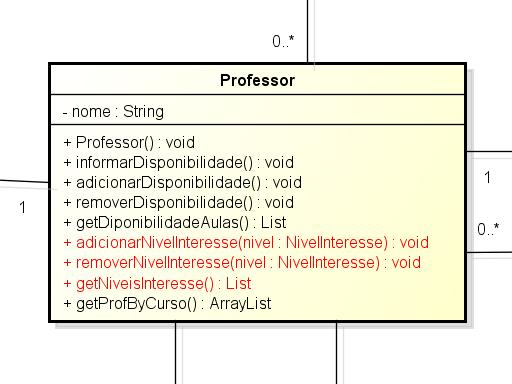 0..*
Professor
- nome : String
+ Professor() : void
+ informarDisponibilidade() : void
+ adicionarDisponibilidade() : void
+ removerDisponibilidade() : void
+ getDiponibilidadeAulas() : List
+ adicionarNivelInteresse(nivel : NivelInteresse) : void
+ removerNivelInteresse(nivel : NivelInteresse) : void
+ getNiveisInteresse() : List
+ getProfByCurso() : ArrayList
1
1
0..*